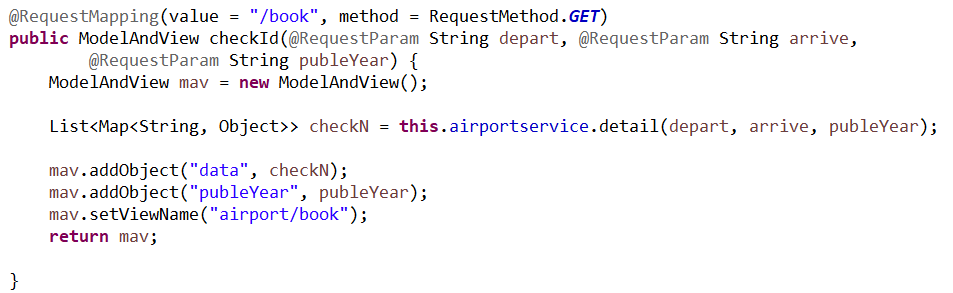 @RequestMapping(value = "/book", method = RequestMethod.GET)
public ModelAndView checkId(@RequestParam String depart, @RequestParam String arrive,
@RequestParam String publeYear) {
ModelAndView mav = new ModelAndView();
List<Map<String, Object>> checkN = this.airportservice.detail(depart, arrive, publeYear);
mav.addObject("data", checkN);
mav.addObject("publeYear", publeYear);
mav.setViewName("airport/book");
return mav;
}